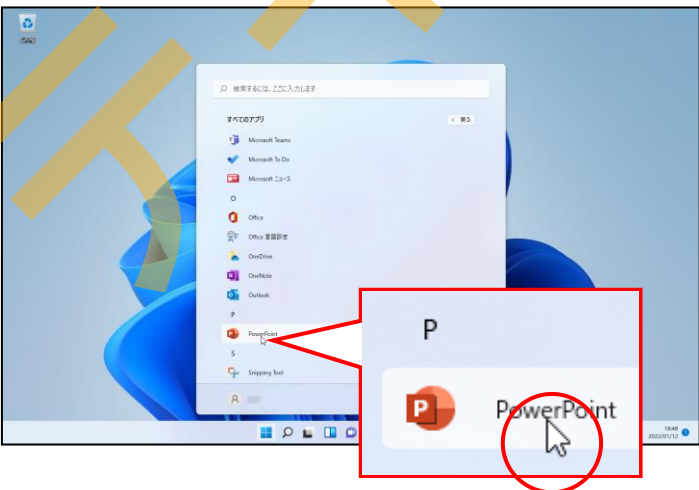 ごみ箱
検索するには、ここに入力します
すべてのアプリ
戻る
Microsoft Teams
Microsoft To Do
Microsoft ニュース
O
Office
Office 言語設定
OneDrive
OneNote
Outlook
P
PowerPoint
S
Snipping Tool
P
PowerPoint
18:48
2022/01/12